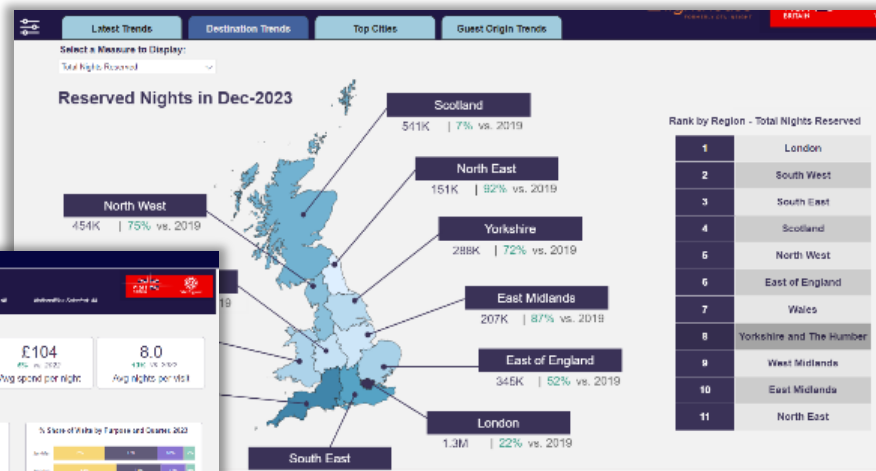 BRITAIN
Latest Trends
Destination Trends
Top Cities
Guest Origin Trends
Select a Measure to Display:
Total Nights Reserved
Reserved Nights in Dec-2023
Scotland
541K | 7% vs. 2019
North East
151K | 92% vs. 2019
North West
454K | 75% vs. 2019
Yorkshire
288K | 72% vs. 2019
East Midlands
207K | 87% vs. 2019
East of England
345K | 52% vs. 2019
London
1.3M | 22% vs. 2019
South East
19
Rank by Region - Total Nights Reserved
1 London
2 South West
3 South East
4 Scotland
5 North West
6 East of England
7 Wales
8 Yorkshire and The Humber
9 West Midlands
10 East Midlands
11 North East
£104
Avg spend per night
8.0
Avg nights per visit
% Share of Visits by Purpose and Quarter, 2023